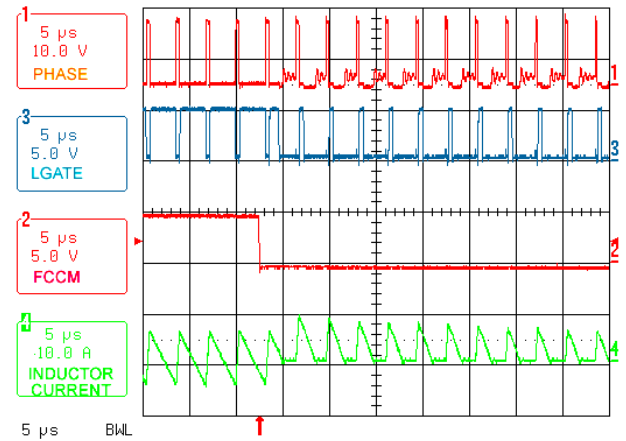 1
5 µs
10.0 V
PHASE
1
3
5 µs
5.0 V
LGATE
3
2
5 µs
5.0 V
FCCM
2
4
5 µs
10.0 A
INDUCTOR
CURRENT
4
5 µs BWL